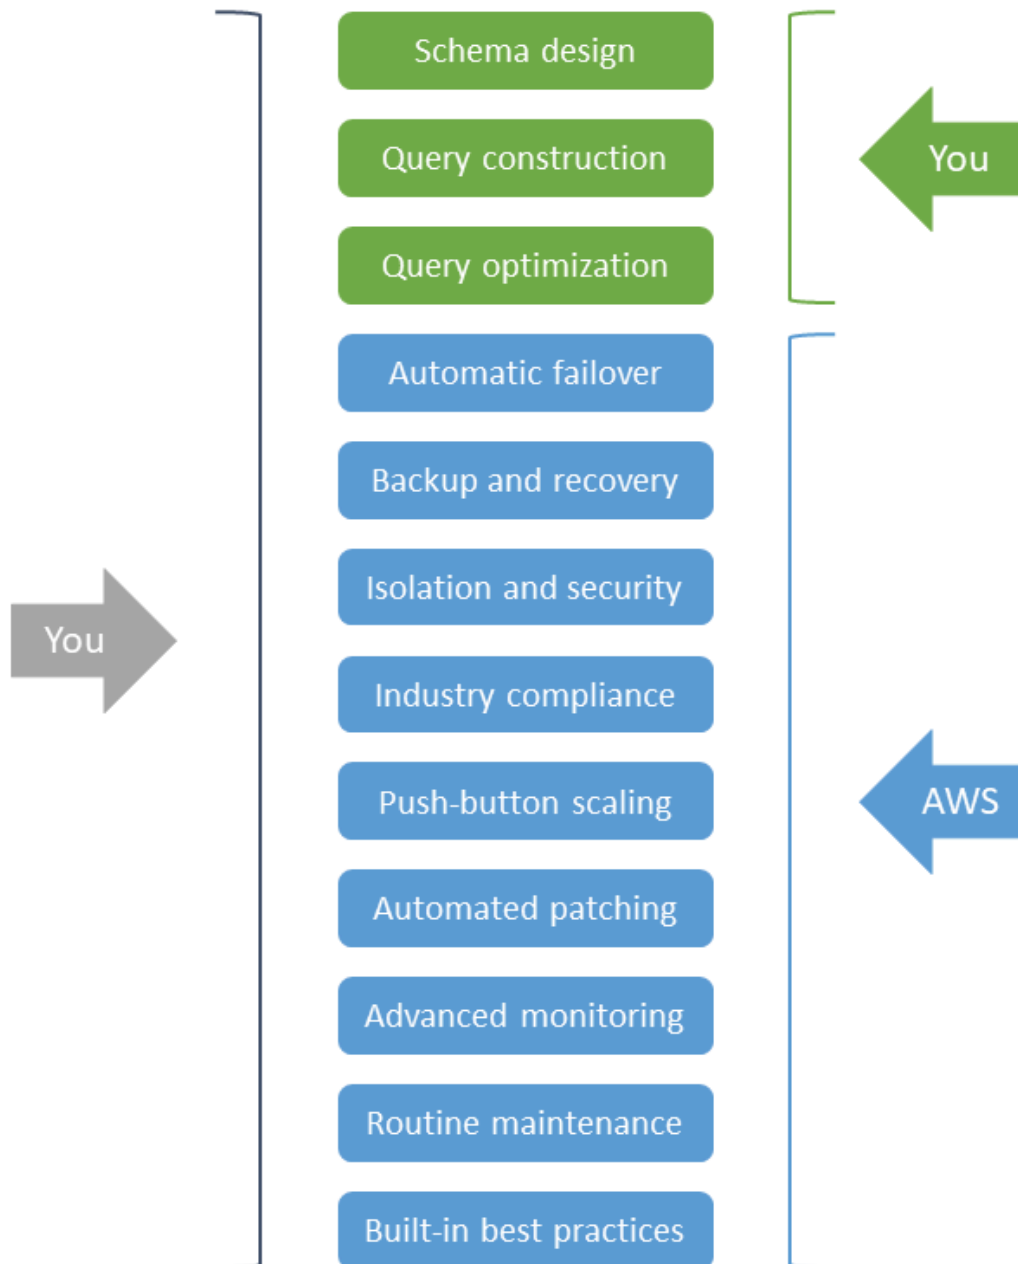 Schema design
Query construction
You
Query optimization
Automatic failover
Backup and recovery
Isolation and security
You
Industry compliance
Push-button scaling
AWS
Automated patching
Advanced monitoring
Routine maintenance
Built-in best practices